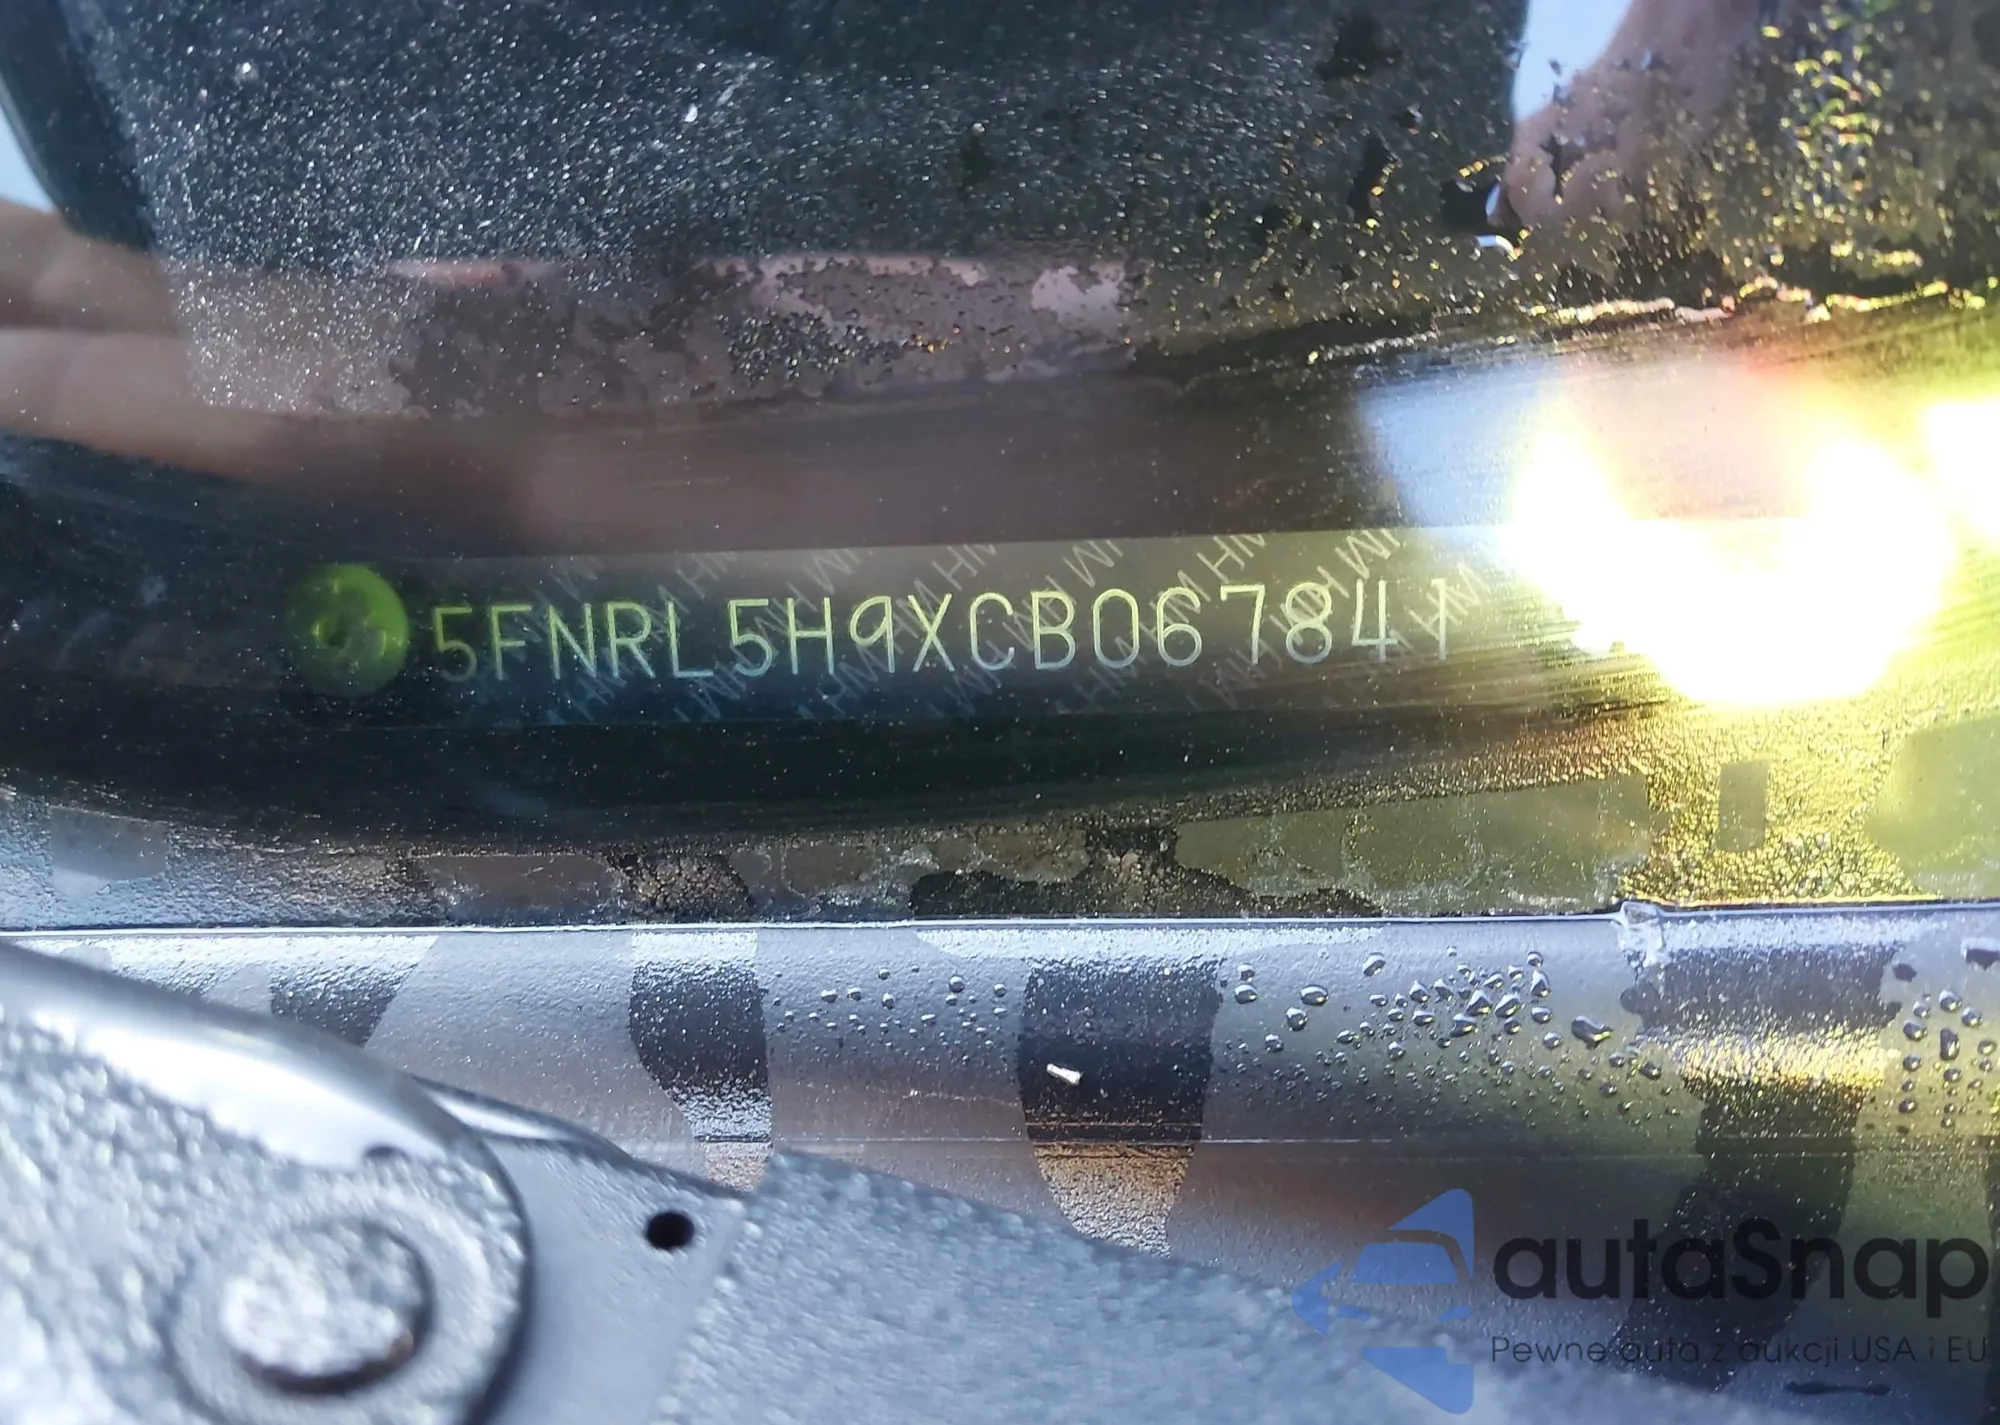 5FNRL5H9XCB067841
autaSnap
Pewne auta z aukcji USA i EU